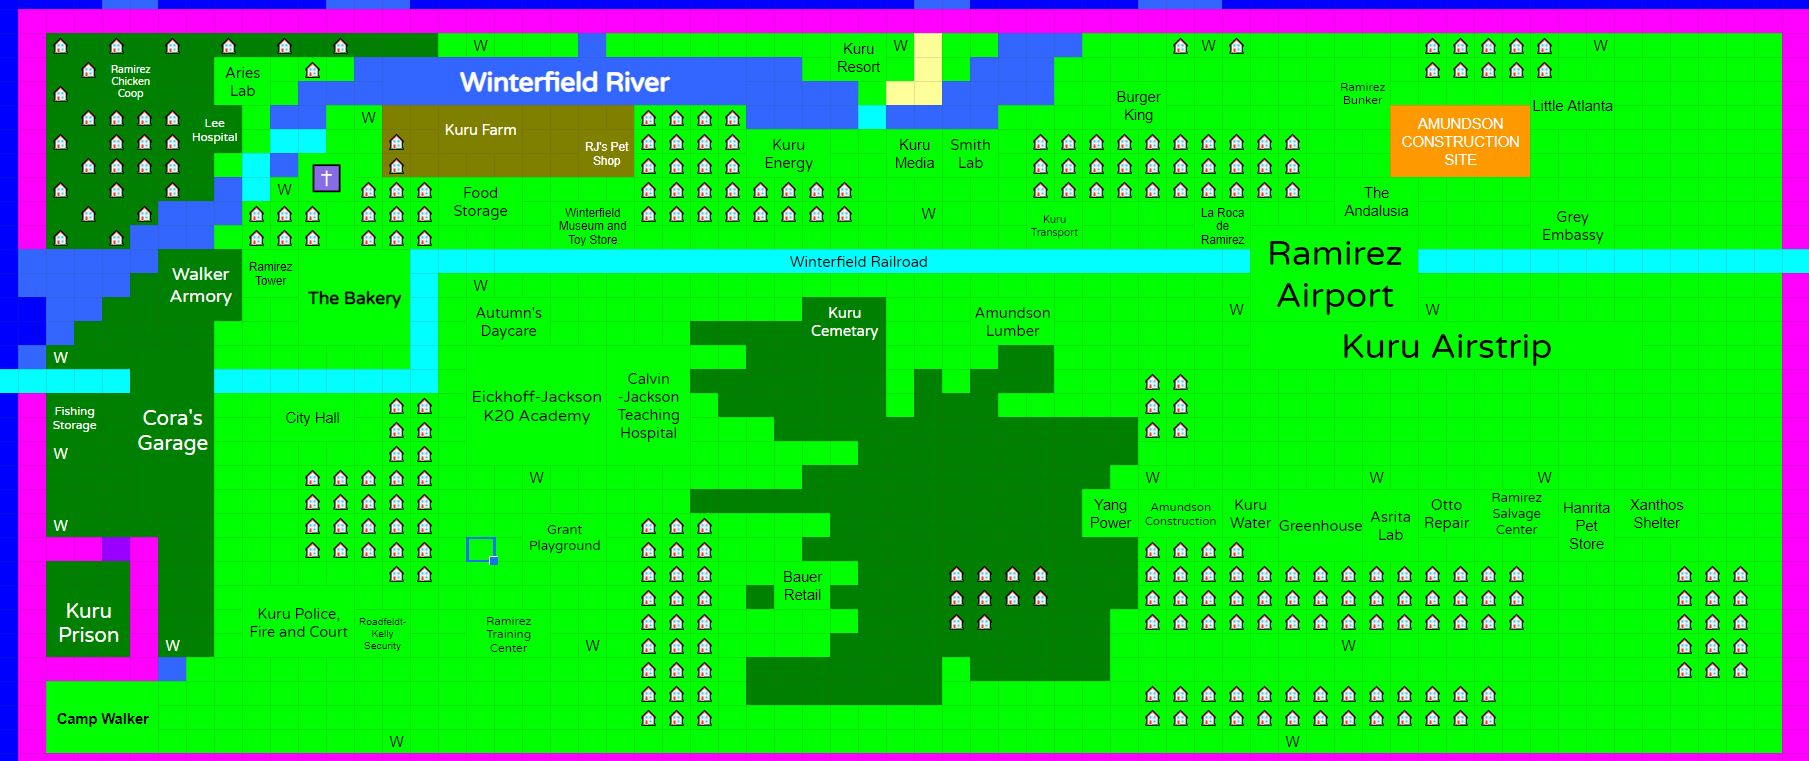 W
Kuru
Resort
W
W
W
Ramirez
Chicken
Coop
Aries
Lab
Winterfield River
Ramirez
Bunker
Burger
King
Little Atlanta
Lee
Hospital
W
Kuru Farm
RJ's Pet
Shop
Kuru
Energy
Kuru
Media
Smith
Lab
AMUNDSON
CONSTRUCTION
SITE
W
✝
Food
Storage
Winterfield
Museum and
Toy Store
W
Kuru
Transport
La Roca
de
Ramirez
The
Andalusia
Grey
Embassy
Walker
Armory
Ramirez
Tower
The Bakery
Winterfield Railroad
Ramirez
Airport
W
Autumn's
Daycare
Kuru
Cemetary
Amundson
Lumber
W
W
Kuru Airstrip
W
Fishing
Storage
W
Cora's
Garage
City Hall
Eickhoff-Jackson
K20 Academy
Calvin
-Jackson
Teaching
Hospital
W
W
W
W
W
Grant
Playground
Yang
Power
Amundson
Construction
Kuru
Water
Greenhouse
Asrita
Lab
Otto
Repair
Ramirez
Salvage
Center
Hanrita
Pet
Store
Xanthos
Shelter
Bauer
Retail
Kuru
Prison
W
Kuru Police,
Fire and Court
Roadfeldt-
Kelly
Security
Ramirez
Training
Center
W
W
Camp Walker
W
W